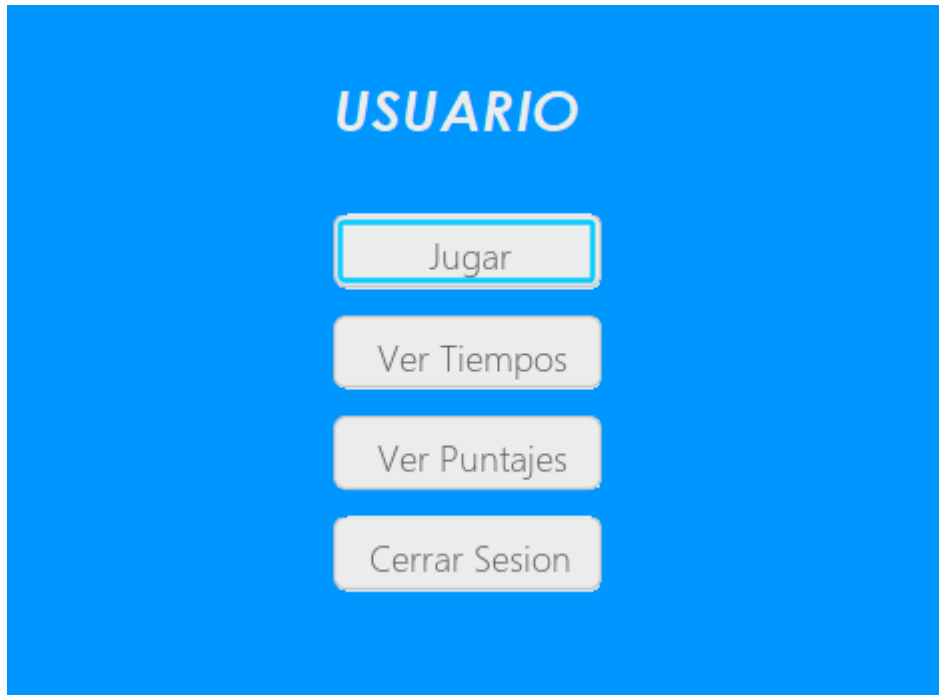 USUARIO
Jugar
Ver Tiempos
Ver Puntajes
Cerrar Sesion